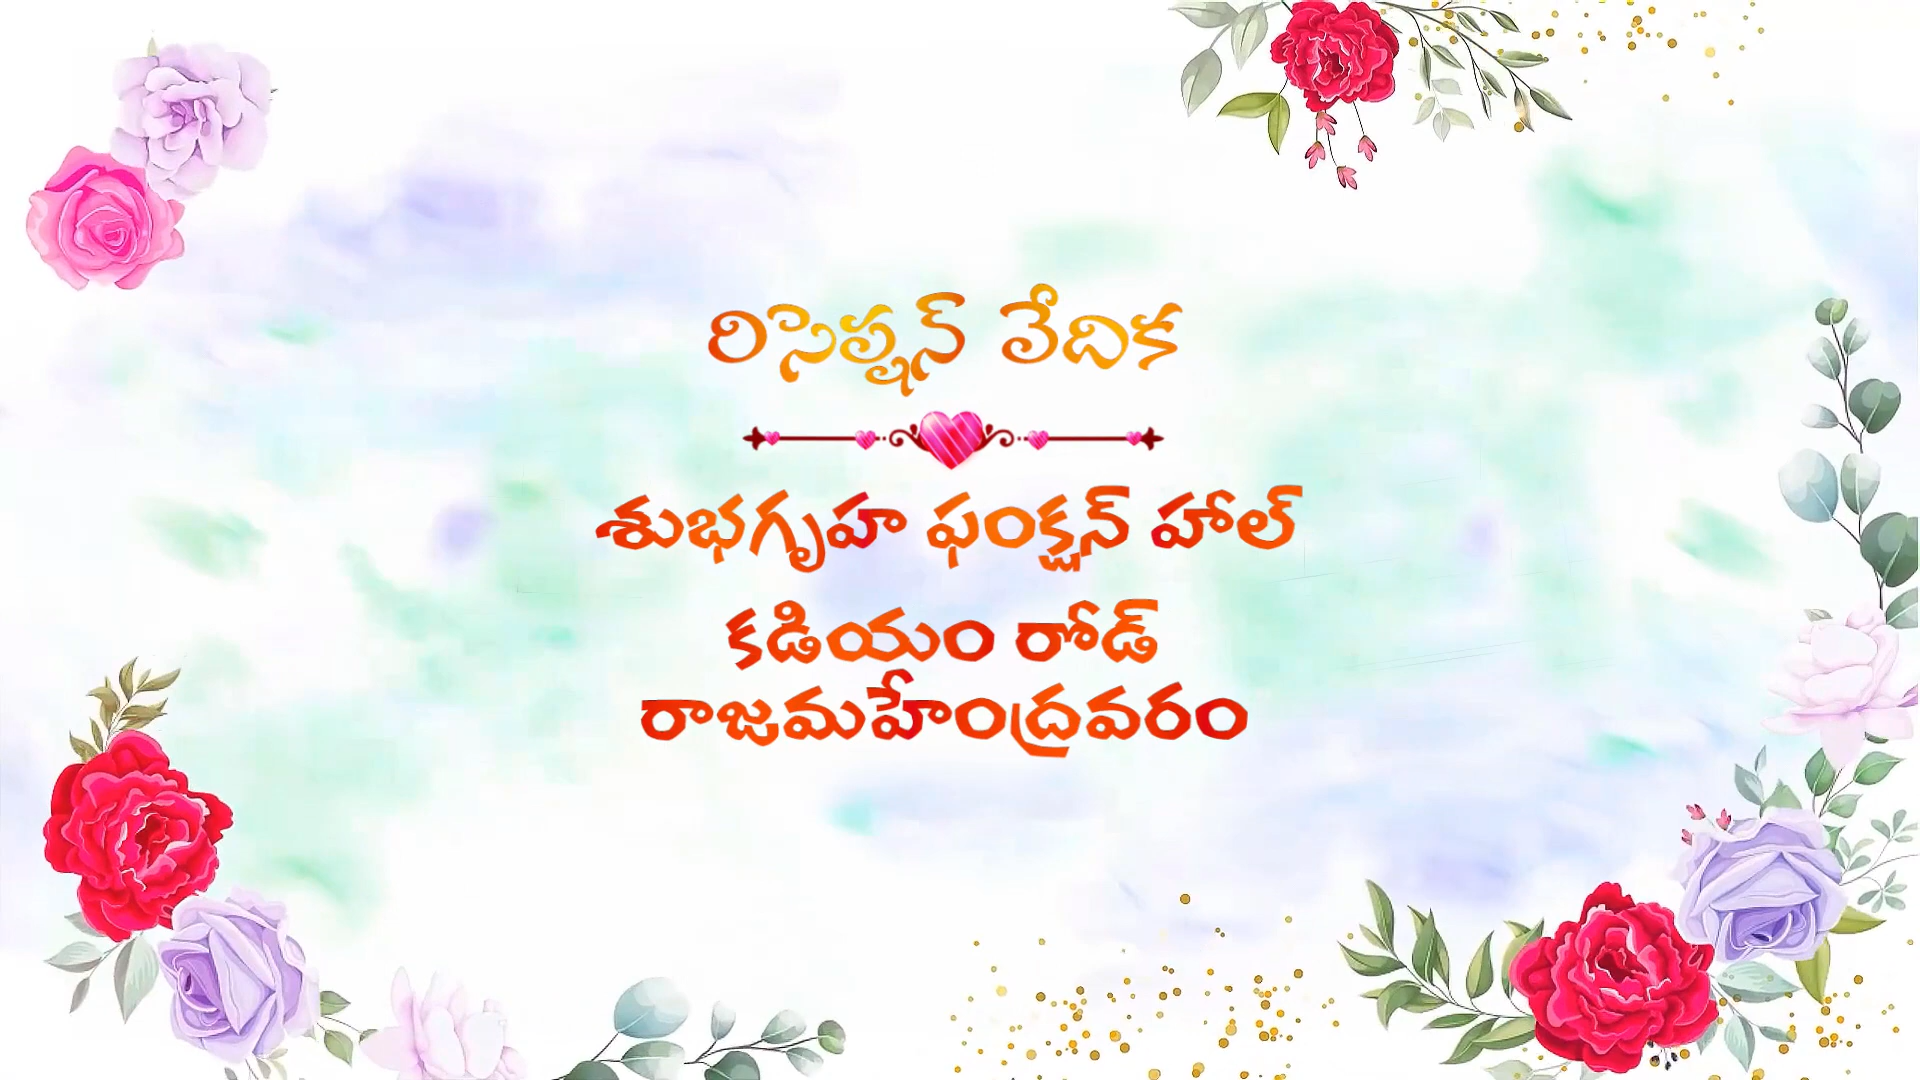 రిసెప్షన్ వేదిక
శుభగృహ ఫంక్షన్ హాల్
కడియం రోడ్
రాజమహేంద్రవరం